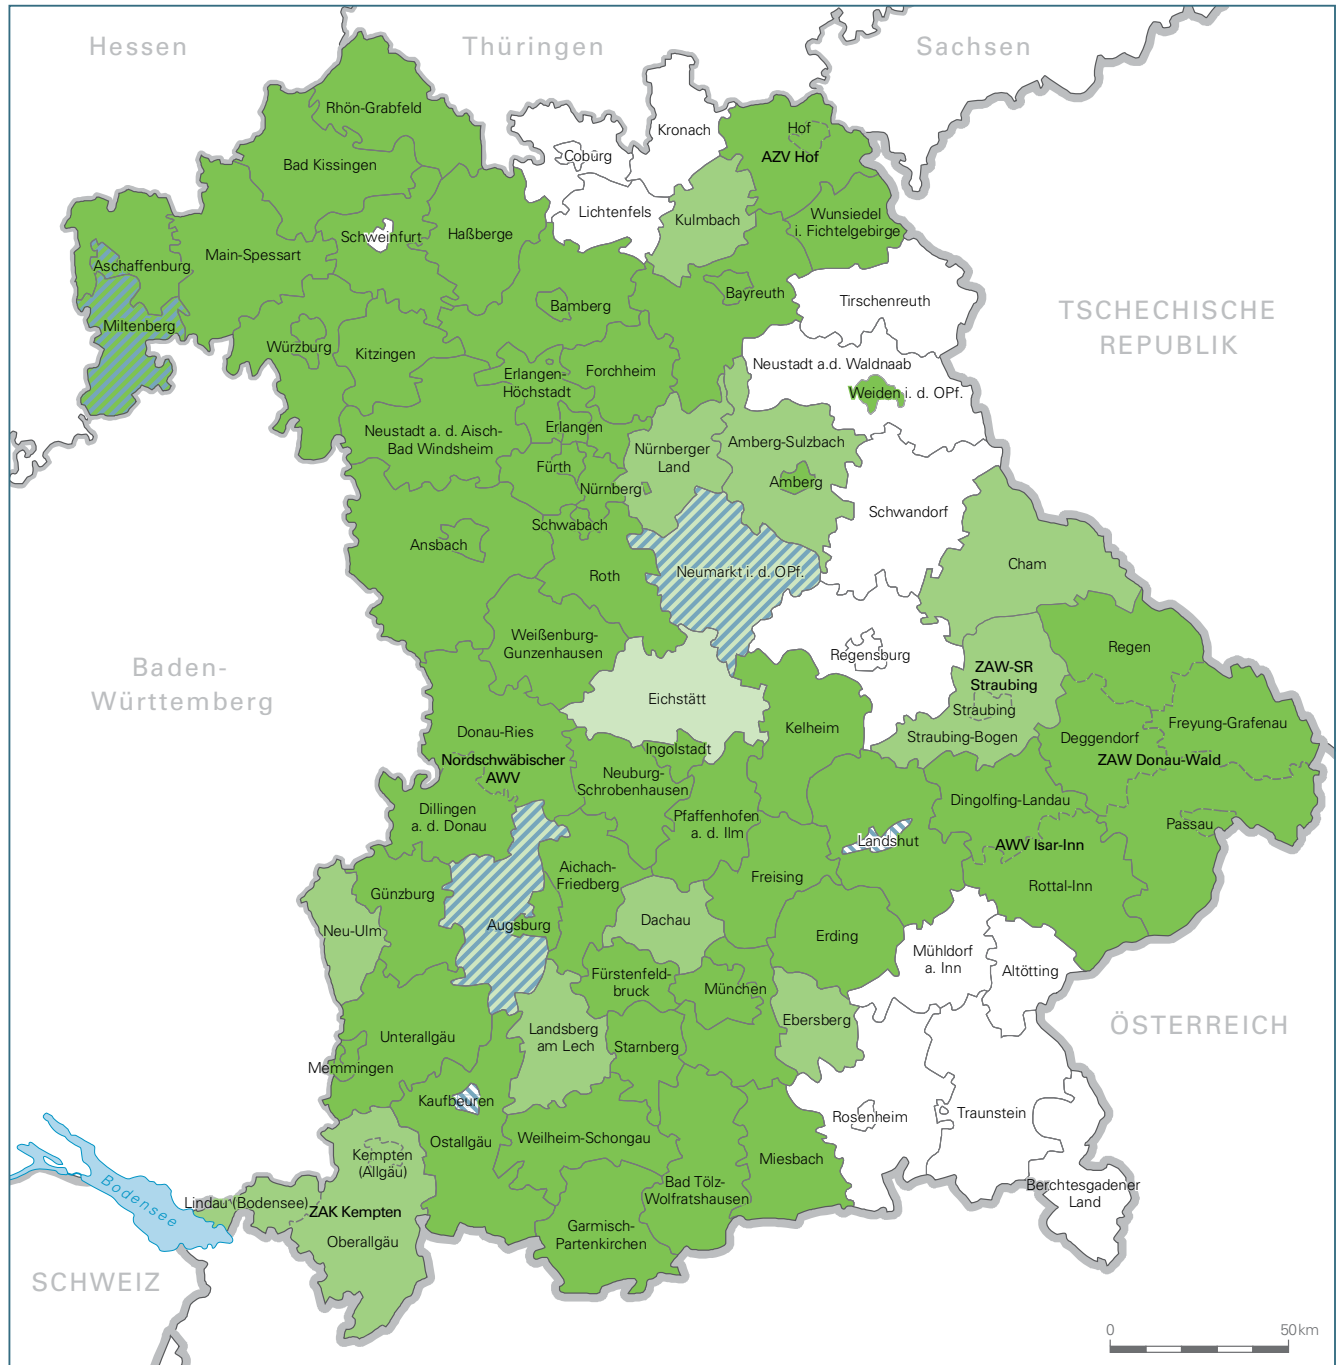 Hessen
Thüringen
Sachsen
Rhön-Grabfeld
Kronach
Hof
AZV Hof
Coburg
Bad Kissingen
Lichtenfels
Kulmbach
Wunsiedel
i. Fichtelgebirge
Schweinfurt
Haßberge
Main-Spessart
Aschaffenburg
Bayreuth
Tirschenreuth
TSCHECHISCHE
REPUBLIK
Bamberg
Miltenberg
Würzburg
Kitzingen
Neustadt a.d. Waldnaab
Erlangen-
Höchstadt
Forchheim
Weiden i. d. OPf.
Neustadt a. d. Aisch-
Bad Windsheim
Erlangen
Nürnberger
Land
Amberg-Sulzbach
Fürth
Nürnberg
Amberg
Schwandorf
Schwabach
Ansbach
Roth
Neumarkt i. d. OPf.
Cham
Weißenburg-
Gunzenhausen
Regensburg
Regen
Baden-
Württemberg
ZAW-SR
Straubing
Straubing
Eichstätt
Freyung-Grafenau
Donau-Ries
Kelheim
Straubing-Bogen
Deggendorf
Ingolstadt
Nordschwäbischer
AWV
ZAW Donau-Wald
Neuburg-
Schrobenhausen
Dingolfing-Landau
Dillingen
a. d. Donau
Pfaffenhofen
a. d. Ilm
Passau
Landshut
AWV Isar-Inn
Aichach-
Friedberg
Freising
Rottal-Inn
Günzburg
Neu-Ulm
Augsburg
Dachau
Erding
Mühldorf
a. Inn
Altötting
Fürstenfeld-
bruck
München
Ebersberg
ÖSTERREICH
Landsberg
am Lech
Unterallgäu
Starnberg
Memmingen
Kaufbeuren
Rosenheim
Traunstein
Ostallgäu
Weilheim-Schongau
Kempten
(Allgäu)
Miesbach
Bad Tölz-
Wolfratshausen
Berchtesgadener
Land
Bodensee
Lindau (Bodensee)
ZAK Kempten
Oberallgäu
Garmisch-
Partenkirchen
SCHWEIZ
0 50 km